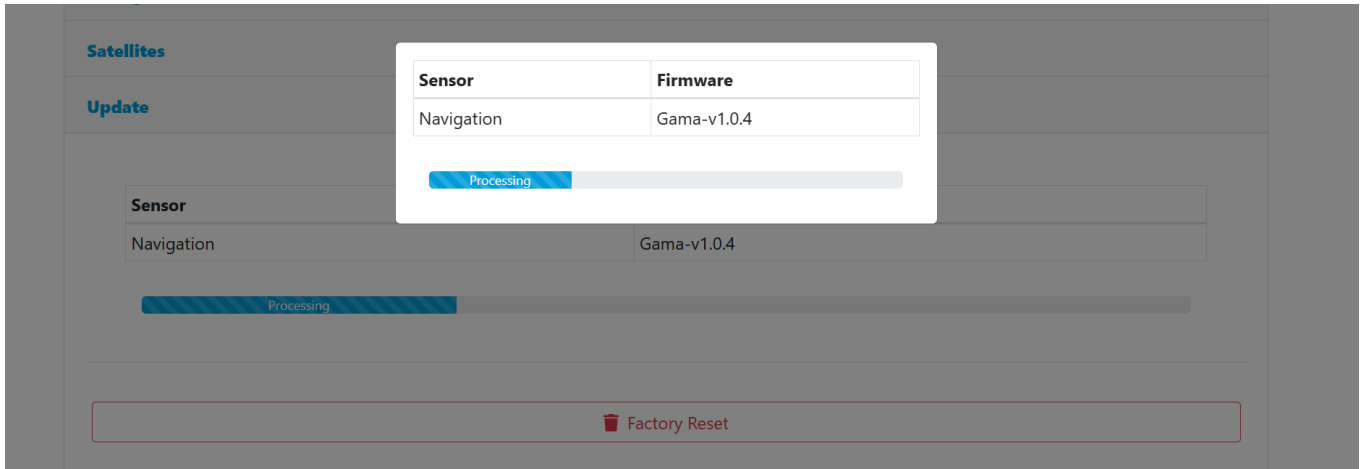 Satellites
Update
Sensor Firmware
Navigation Gama-v1.0.4
Processing
Sensor
Navigation Gama-v1.0.4
Processing
Factory Reset